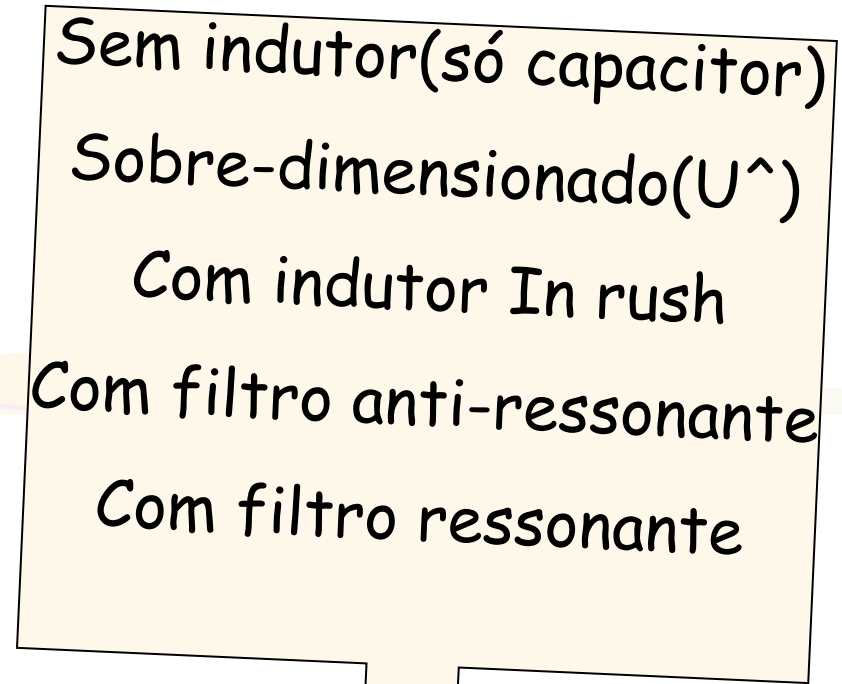 Sem indutor(só capacitor)
Sobre-dimensionado(U^)
Com indutor In rush
Com filtro anti-ressonante
Com filtro ressonante